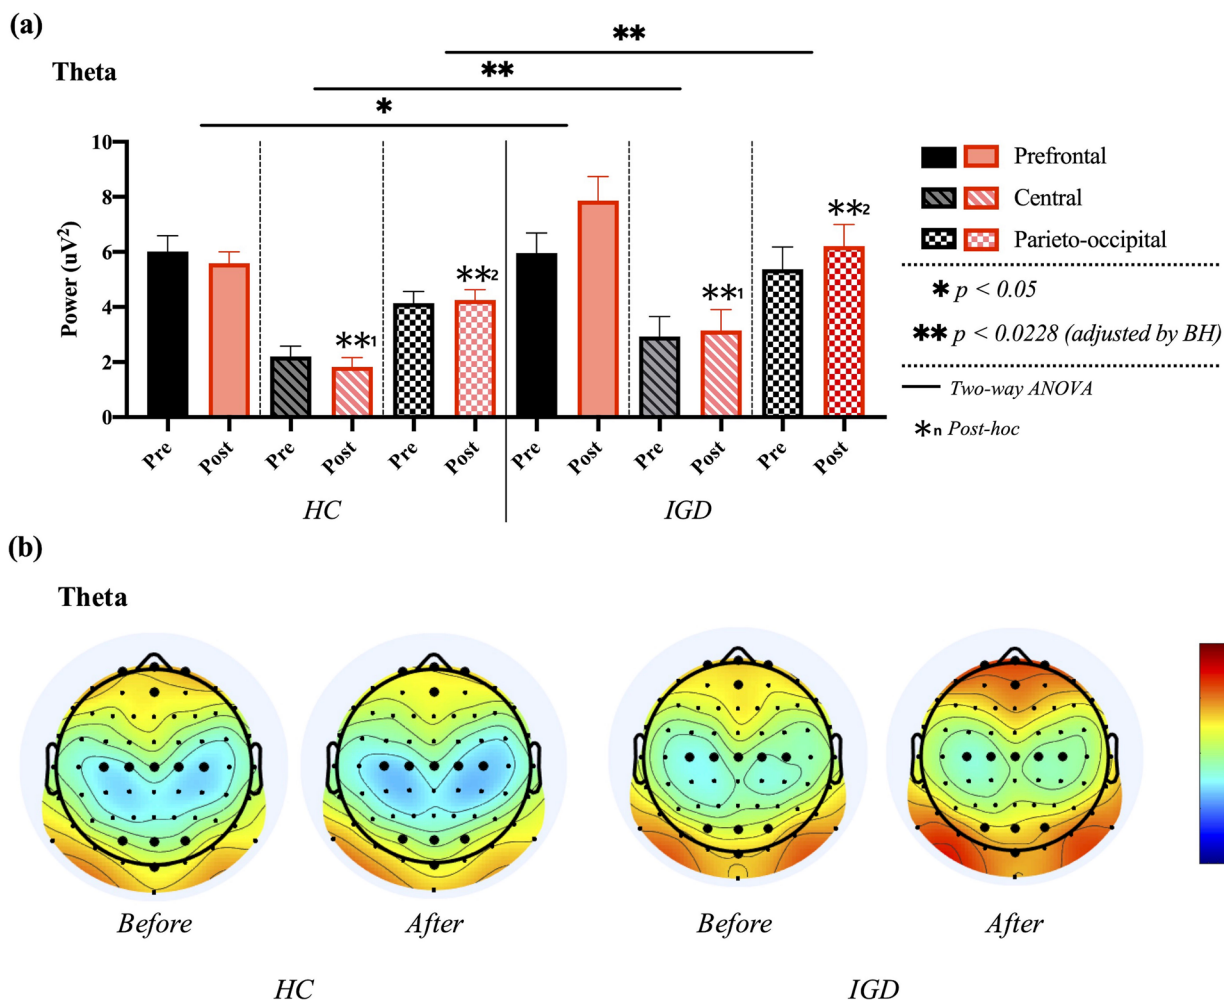 (a)
Theta
**
**
*
Power (uV²)
10
8
6
4
2
0
**1
**2
**1
**2
Pre
Post
Pre
Post
Pre
Post
Pre
Post
Pre
Post
Pre
Post
HC
IGD
Prefrontal
Central
Parieto-occipital
* p < 0.05
** p < 0.0228 (adjusted by BH)
Two-way ANOVA
*n Post-hoc
(b)
Theta
Before
After
Before
After
HC
IGD